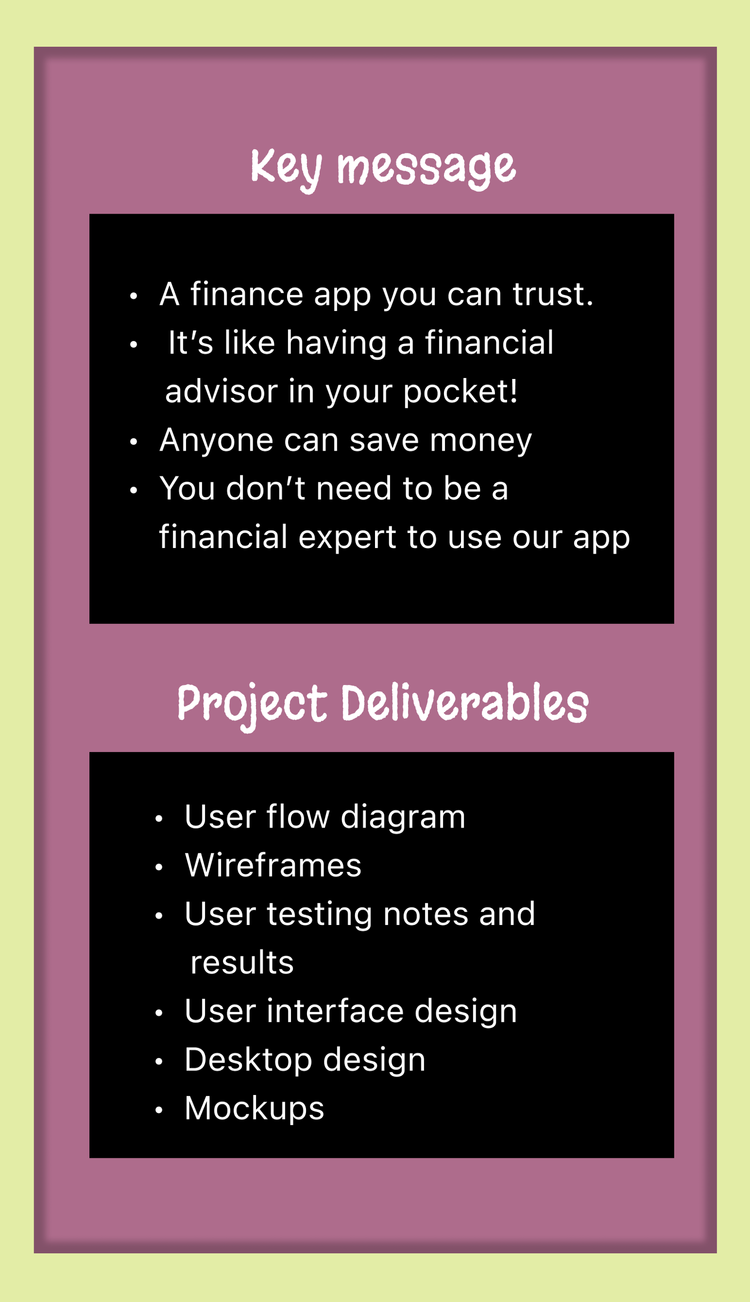 Key message
• A finance app you can trust.
• It’s like having a financial
advisor in your pocket!
• Anyone can save money
• You don’t need to be a
financial expert to use our app
Project Deliverables
• User flow diagram
• Wireframes
• User testing notes and
results
• User interface design
• Desktop design
• Mockups